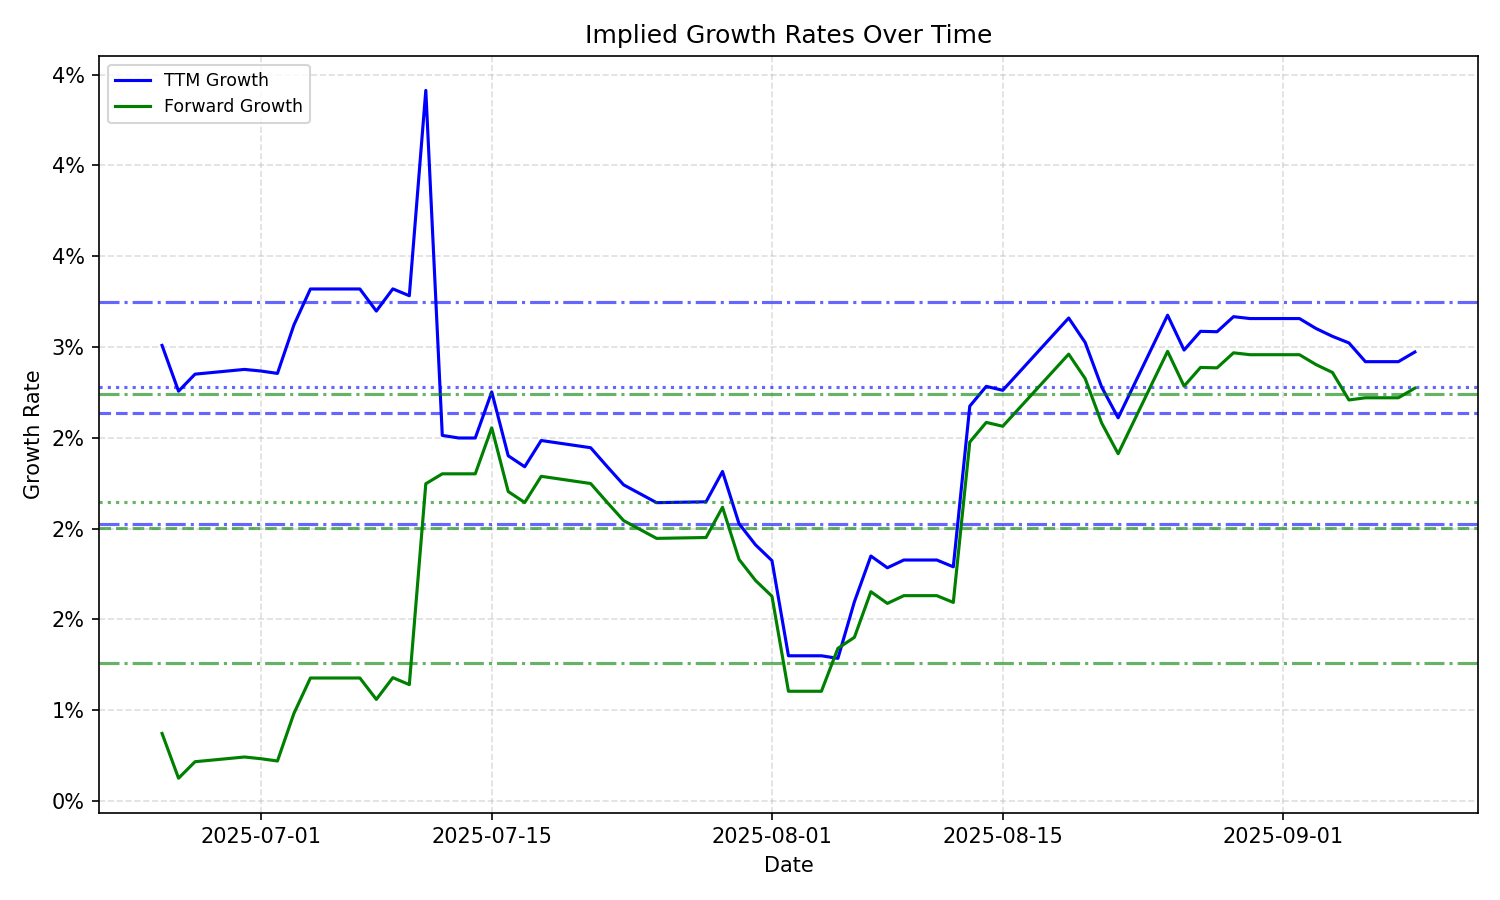 Implied Growth Rates Over Time
TTM Growth
Forward Growth
Growth Rate
4%
4%
4%
3%
2%
2%
2%
1%
0%
2025-07-01
2025-07-15
2025-08-01
2025-08-15
2025-09-01
Date